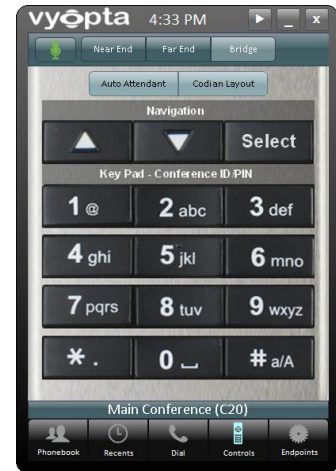 vyopta 4:33 PM _ x
Near End Far End Bridge
Auto Attendant Codian Layout
Navigation
Select
Key Pad - Conference ID/PIN
1 @ 2 abc 3 def
4 ghi 5 jkl 6 mno
7 pqrs 8 tuv 9 wxyz
* . 0 ⎵ # a/A
Main Conference (C20)
Phonebook Recents Dial Controls Endpoints